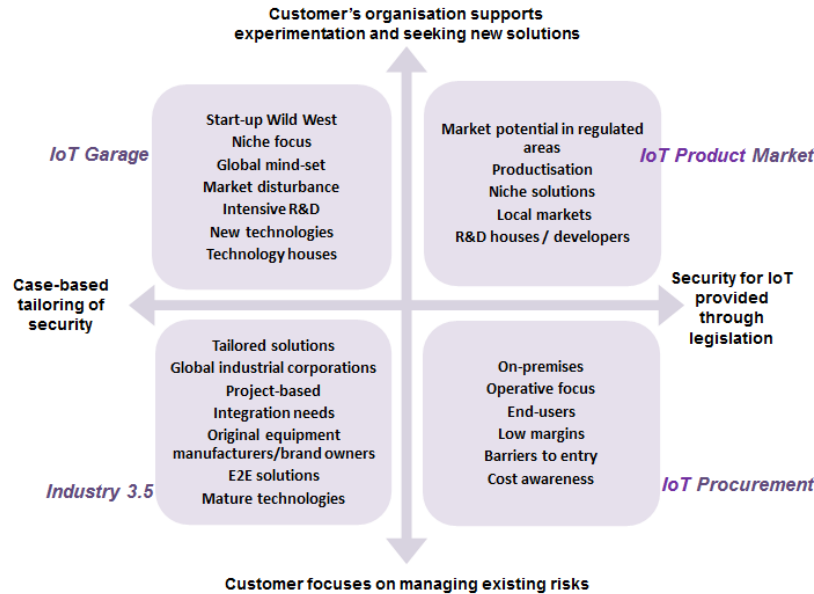 Customer's organisation supports
experimentation and seeking new solutions
IoT Garage
Start-up Wild West
Niche focus
Global mind-set
Market disturbance
Intensive R&D
New technologies
Technology houses
Market potential in regulated
areas
Productisation
Niche solutions
Local markets
R&D houses / developers
IoT Product Market
Case-based
tailoring of
security
Security for IoT
provided
through
legislation
Industry 3.5
Tailored solutions
Global industrial corporations
Project-based
Integration needs
Original equipment
manufacturers/brand owners
E2E solutions
Mature technologies
On-premises
Operative focus
End-users
Low margins
Barriers to entry
Cost awareness
IoT Procurement
Customer focuses on managing existing risks